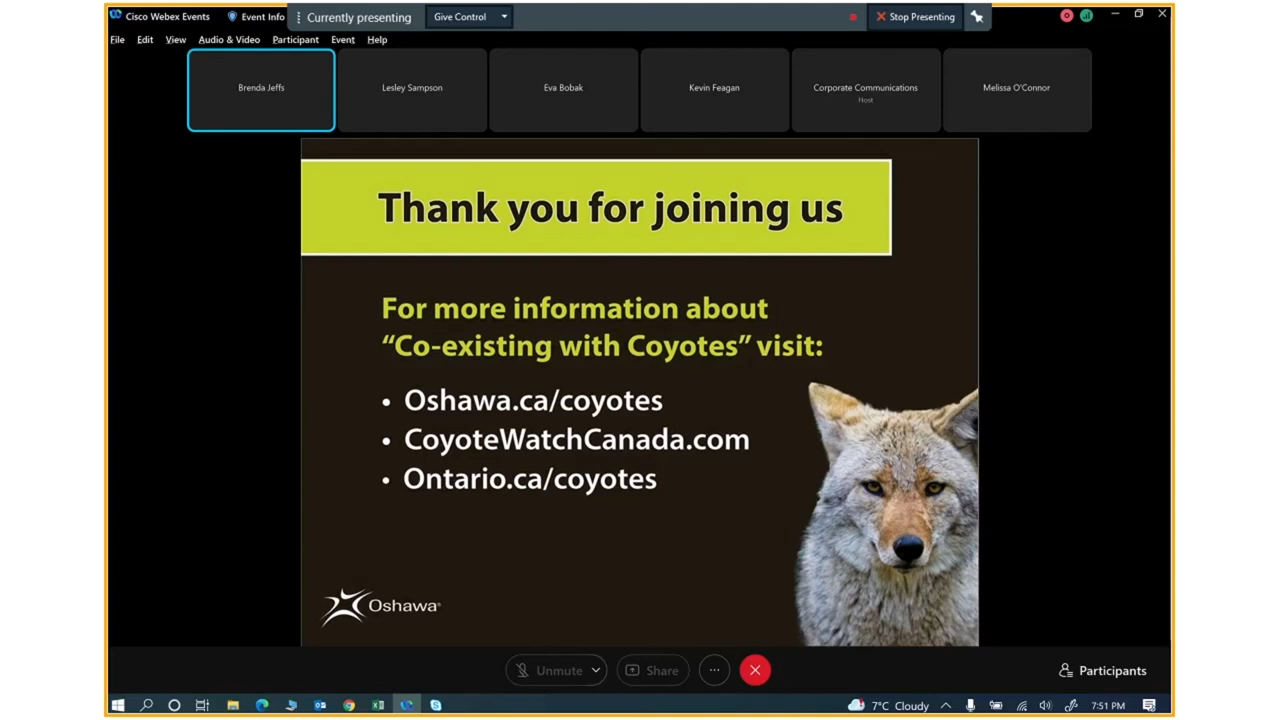 Cisco Webex Events
Event Info
Currently presenting
Give Control
Stop Presenting
File Edit View Audio & Video Participant Event Help
Brenda Jeffs
Lesley Sampson
Eva Bobak
Kevin Feagan
Corporate Communications
Host
Melissa O'Connor
Thank you for joining us
For more information about
“Co-existing with Coyotes” visit:
• Oshawa.ca/coyotes
• CoyoteWatchCanada.com
• Ontario.ca/coyotes
Oshawa®
Unmute
Share
Participants
7°C Cloudy
7:51 PM